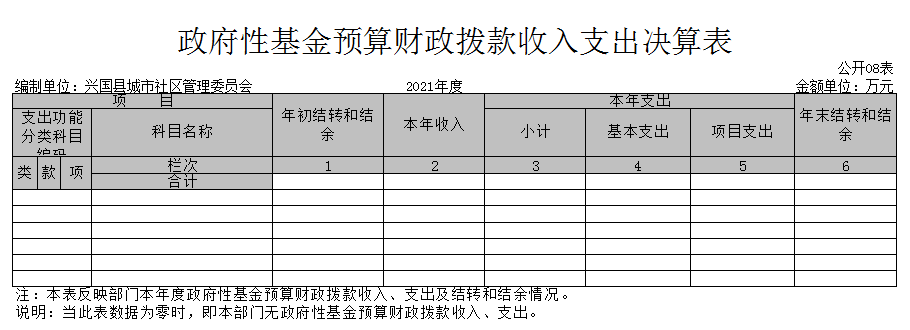 政府性基金预算财政拨款收入支出决算表
公开08表
编制单位：兴国县城市社区管理委员会 2021年度 金额单位：万元
项 目 年初结转和结余 本年收入 本年支出 年末结转和结余
支出功能分类科目编码 科目名称 小计 基本支出 项目支出
类 款 项 栏次 1 2 3 4 5 6
合计
注：本表反映部门本年度政府性基金预算财政拨款收入、支出及结转和结余情况。
说明：当此表数据为零时，即本部门无政府性基金预算财政拨款收入、支出。